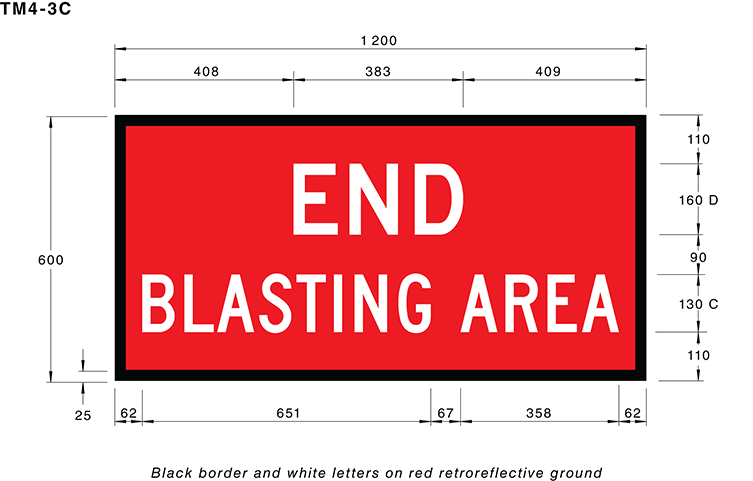 TM4-3C
1 200
408 383 409
110
END
160 D
600
90
BLASTING AREA
130 C
110
25
62 651 67 358 62
Black border and white letters on red retroreflective ground